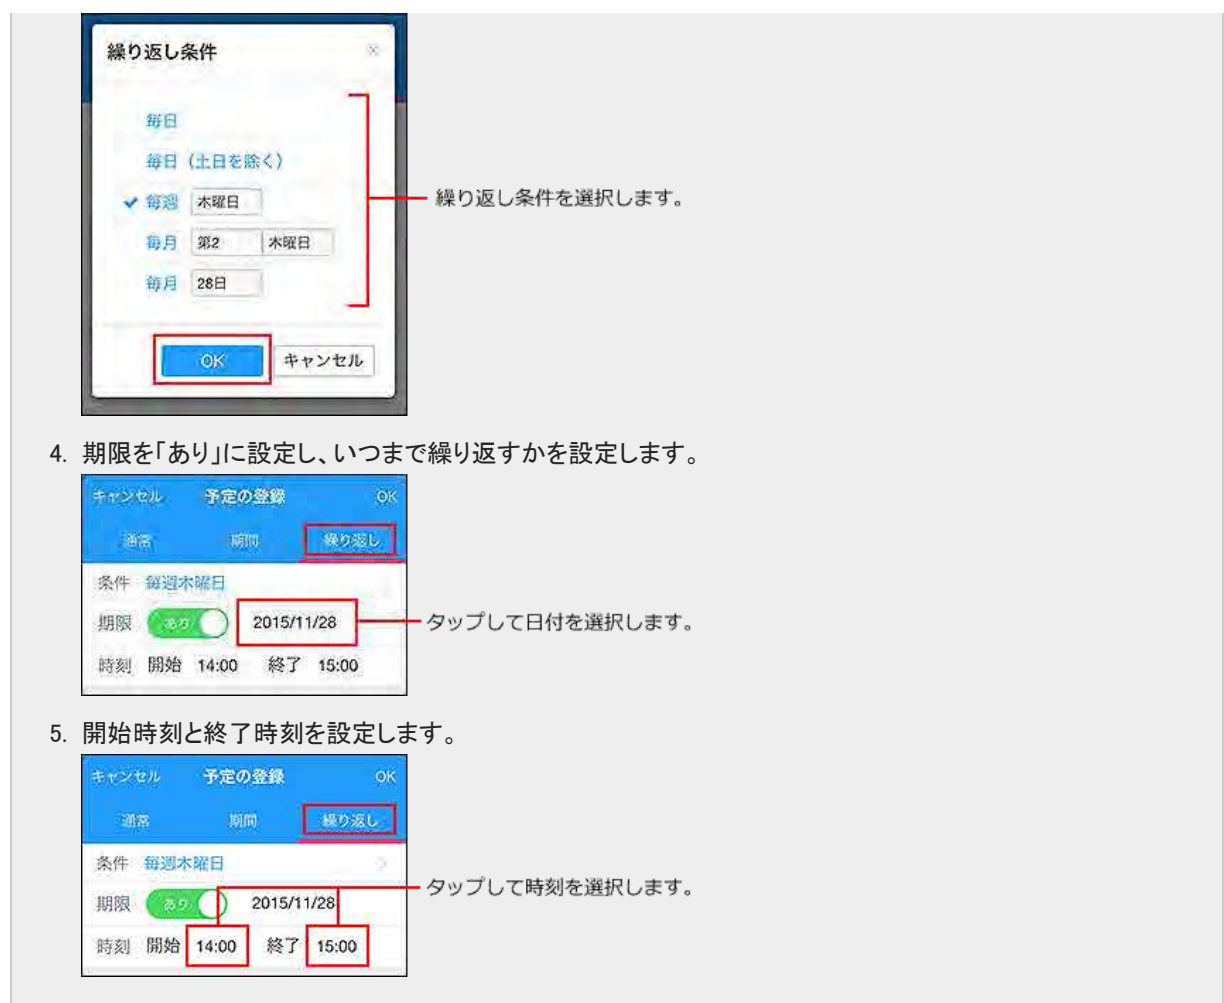 繰り返し条件 ×
毎日
毎日（土日を除く）
毎週 木曜日
繰り返し条件を選択します。
毎月 第2 木曜日
毎月 28日
OK キャンセル
4. 期限を「あり」に設定し、いつまで繰り返すかを設定します。
キャンセル 予定の登録 OK
通常 期間 繰り返し
条件 毎週木曜日
期限 あり 2015/11/28
タップして日付を選択します。
時刻 開始 14:00 終了 15:00
5. 開始時刻と終了時刻を設定します。
キャンセル 予定の登録 OK
通常 期間 繰り返し
条件 毎週木曜日
タップして時刻を選択します。
期限 あり 2015/11/28
時刻 開始 14:00 終了 15:00